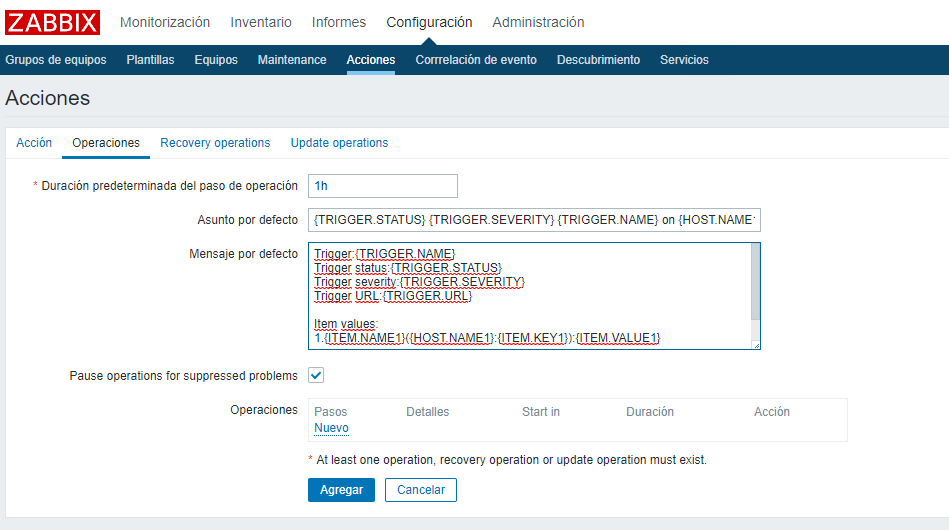 ZABBIX Monitorización Inventario Informes Configuración Administración
Grupos de equipos Plantillas Equipos Maintenance Acciones Corrrelación de evento Descubrimiento Servicios
Acciones
Acción Operaciones Recovery operations Update operations
* Duración predeterminada del paso de operación 1h
Asunto por defecto {TRIGGER.STATUS} {TRIGGER.SEVERITY} {TRIGGER.NAME} on {HOST.NAME1
Mensaje por defecto Trigger:{TRIGGER.NAME}
Trigger status:{TRIGGER.STATUS}
Trigger severity:{TRIGGER.SEVERITY}
Trigger URL:{TRIGGER.URL}
Item values:
1.{ITEM.NAME1}({HOST.NAME1}:{ITEM.KEY1}):{ITEM.VALUE1}
Pause operations for suppressed problems
Operaciones Pasos Detalles Start in Duración Acción
Nuevo
* At least one operation, recovery operation or update operation must exist.
Agregar Cancelar